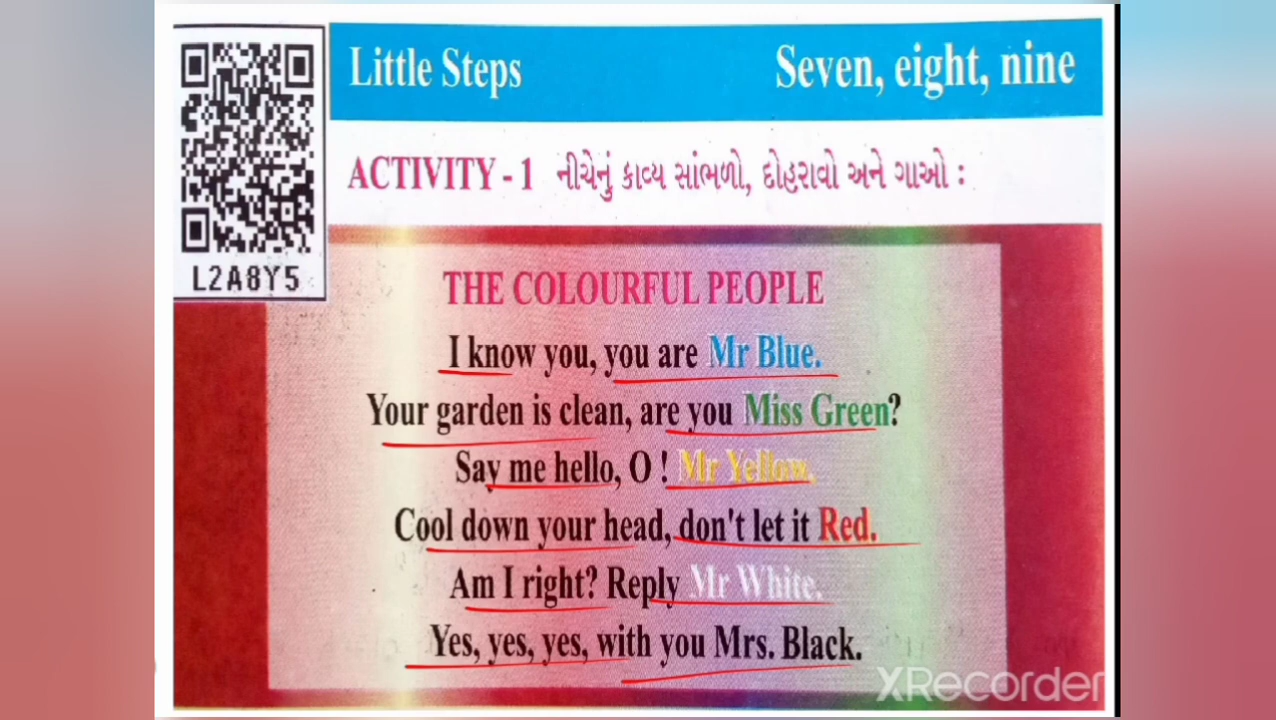 Little Steps
Seven, eight, nine
ACTIVITY - 1 નીચેનું કાવ્ય સાંભળો, દોહરાવો અને ગાઓ :
L2A8Y5
THE COLOURFUL PEOPLE
I know you, you are Mr Blue.
Your garden is clean, are you Miss Green?
Say me hello, O ! Mr Yellow.
Cool down your head, don't let it Red.
Am I right? Reply Mr White.
Yes, yes, yes, with you Mrs. Black.
XRecorder